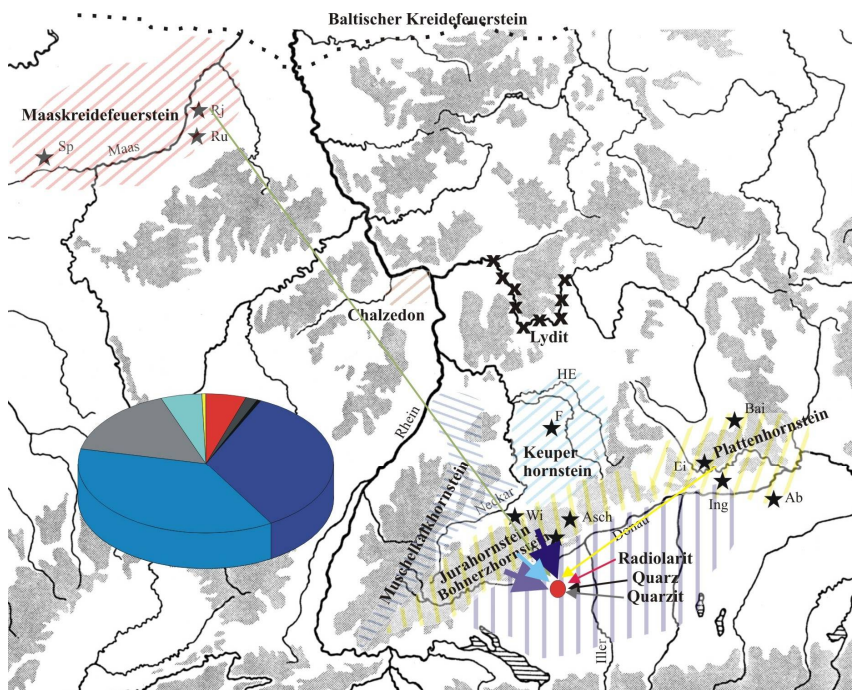 Baltischer Kreidefeuerstein
Maaskreidefeuerstein
Rj
Ru
Sp
Maas
Chalzedon
Lydit
HE
F
Keuper
hornstein
Rhein
Bai
Plattenhornstein
Ei
Ing
Ab
Muschelkalkhornstein
Neckar
Wi
Asch
Donau
Jurahornstein
Bohnerzhornstein
Radiolarit
Quarz
Quarzit
Iller